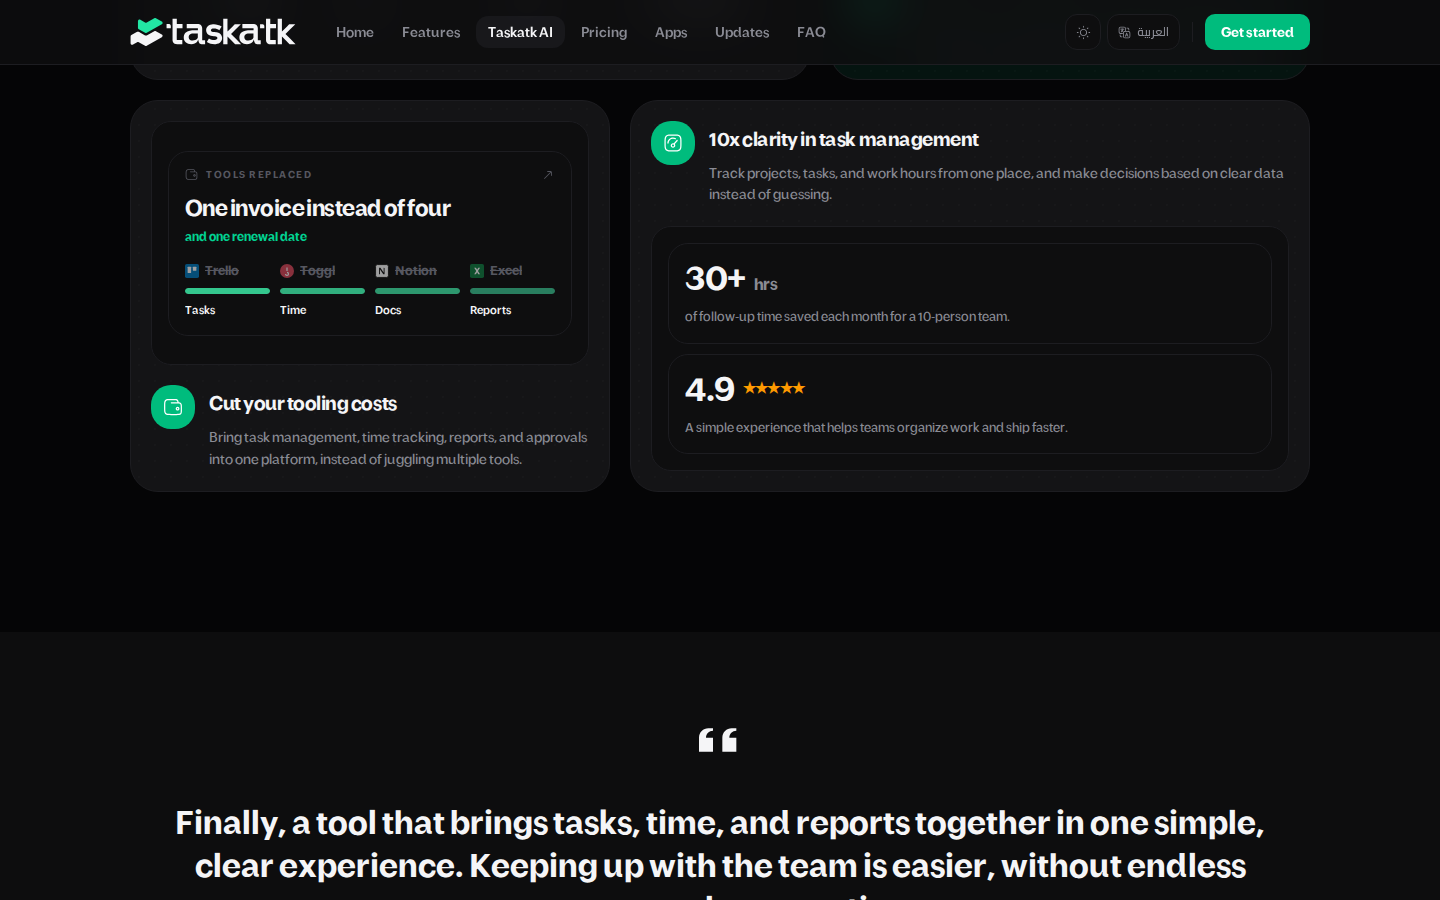 taskatk
Home
Features
Taskatk AI
Pricing
Apps
Updates
FAQ
العربية
Get started
TOOLS REPLACED
One invoice instead of four
and one renewal date
Trello
Toggl
Notion
Excel
Tasks
Time
Docs
Reports
Cut your tooling costs
Bring task management, time tracking, reports, and approvals
into one platform, instead of juggling multiple tools.
10x clarity in task management
Track projects, tasks, and work hours from one place, and make decisions based on clear data
instead of guessing.
30+ hrs
of follow-up time saved each month for a 10-person team.
4.9 ★★★★★
A simple experience that helps teams organize work and ship faster.
“
Finally, a tool that brings tasks, time, and reports together in one simple,
clear experience. Keeping up with the team is easier, without endless